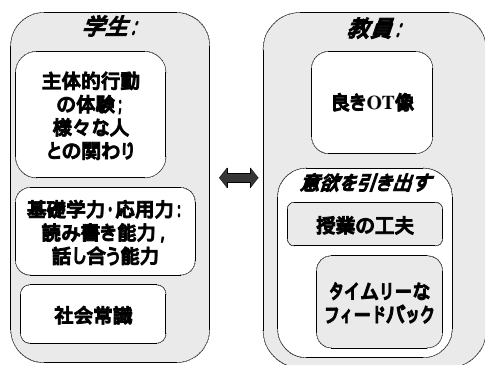 学生:
主体的行動
の体験;
様々な人
との関わり
基礎学力・応用力:
読み書き能力,
話し合う能力
社会常識
教員:
良きOT像
意欲を引き出す
授業の工夫
タイムリーな
フィードバック